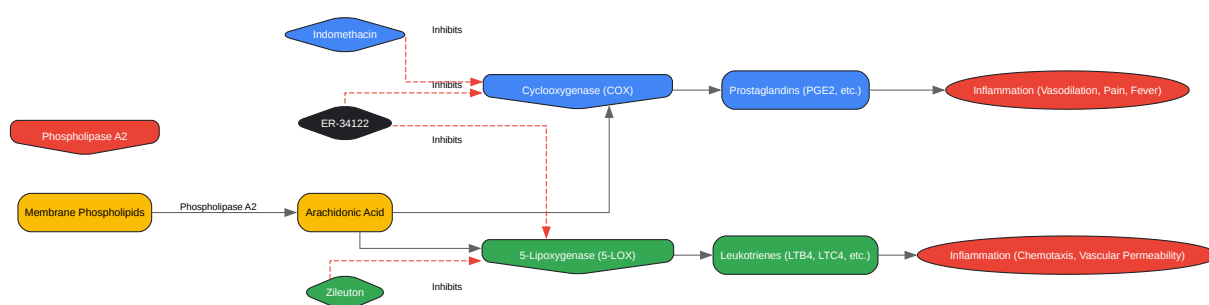 Indomethacin
Inhibits
Inhibits
Cyclooxygenase (COX)
Prostaglandins (PGE2, etc.)
Inflammation (Vasodilation, Pain, Fever)
ER-34122
Phospholipase A2
Inhibits
Membrane Phospholipids
Phospholipase A2
Arachidonic Acid
5-Lipoxygenase (5-LOX)
Leukotrienes (LTB4, LTC4, etc.)
Inflammation (Chemotaxis, Vascular Permeability)
Zileuton
Inhibits